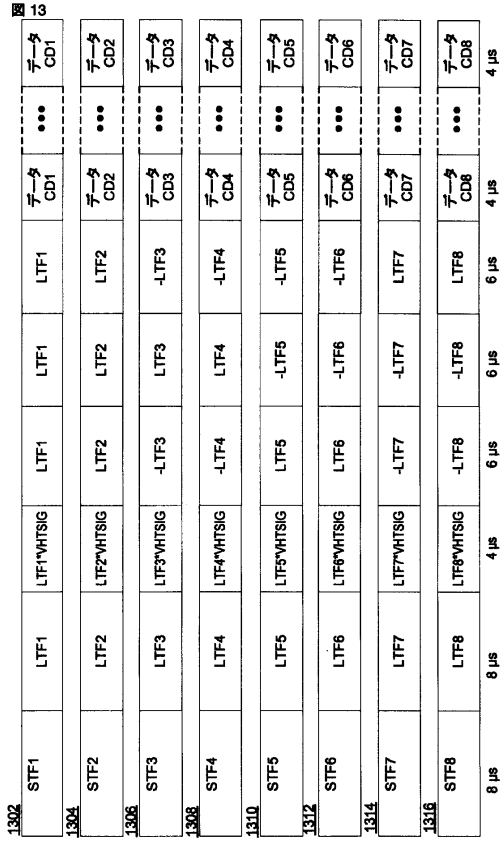 図 13
1302
STF1 LTF1 LTF1*VHTSIG LTF1 LTF1 LTF1 データ CD1 ••• データ CD1
1304
STF2 LTF2 LTF2*VHTSIG LTF2 LTF2 LTF2 データ CD2 ••• データ CD2
1306
STF3 LTF3 LTF3*VHTSIG -LTF3 LTF3 -LTF3 データ CD3 ••• データ CD3
1308
STF4 LTF4 LTF4*VHTSIG -LTF4 LTF4 -LTF4 データ CD4 ••• データ CD4
1310
STF5 LTF5 LTF5*VHTSIG LTF5 -LTF5 -LTF5 データ CD5 ••• データ CD5
1312
STF6 LTF6 LTF6*VHTSIG LTF6 -LTF6 -LTF6 データ CD6 ••• データ CD6
1314
STF7 LTF7 LTF7*VHTSIG -LTF7 -LTF7 LTF7 データ CD7 ••• データ CD7
1316
STF8 LTF8 LTF8*VHTSIG -LTF8 -LTF8 LTF8 データ CD8 ••• データ CD8
8 µs 8 µs 4 µs 6 µs 6 µs 6 µs 4 µs 4 µs